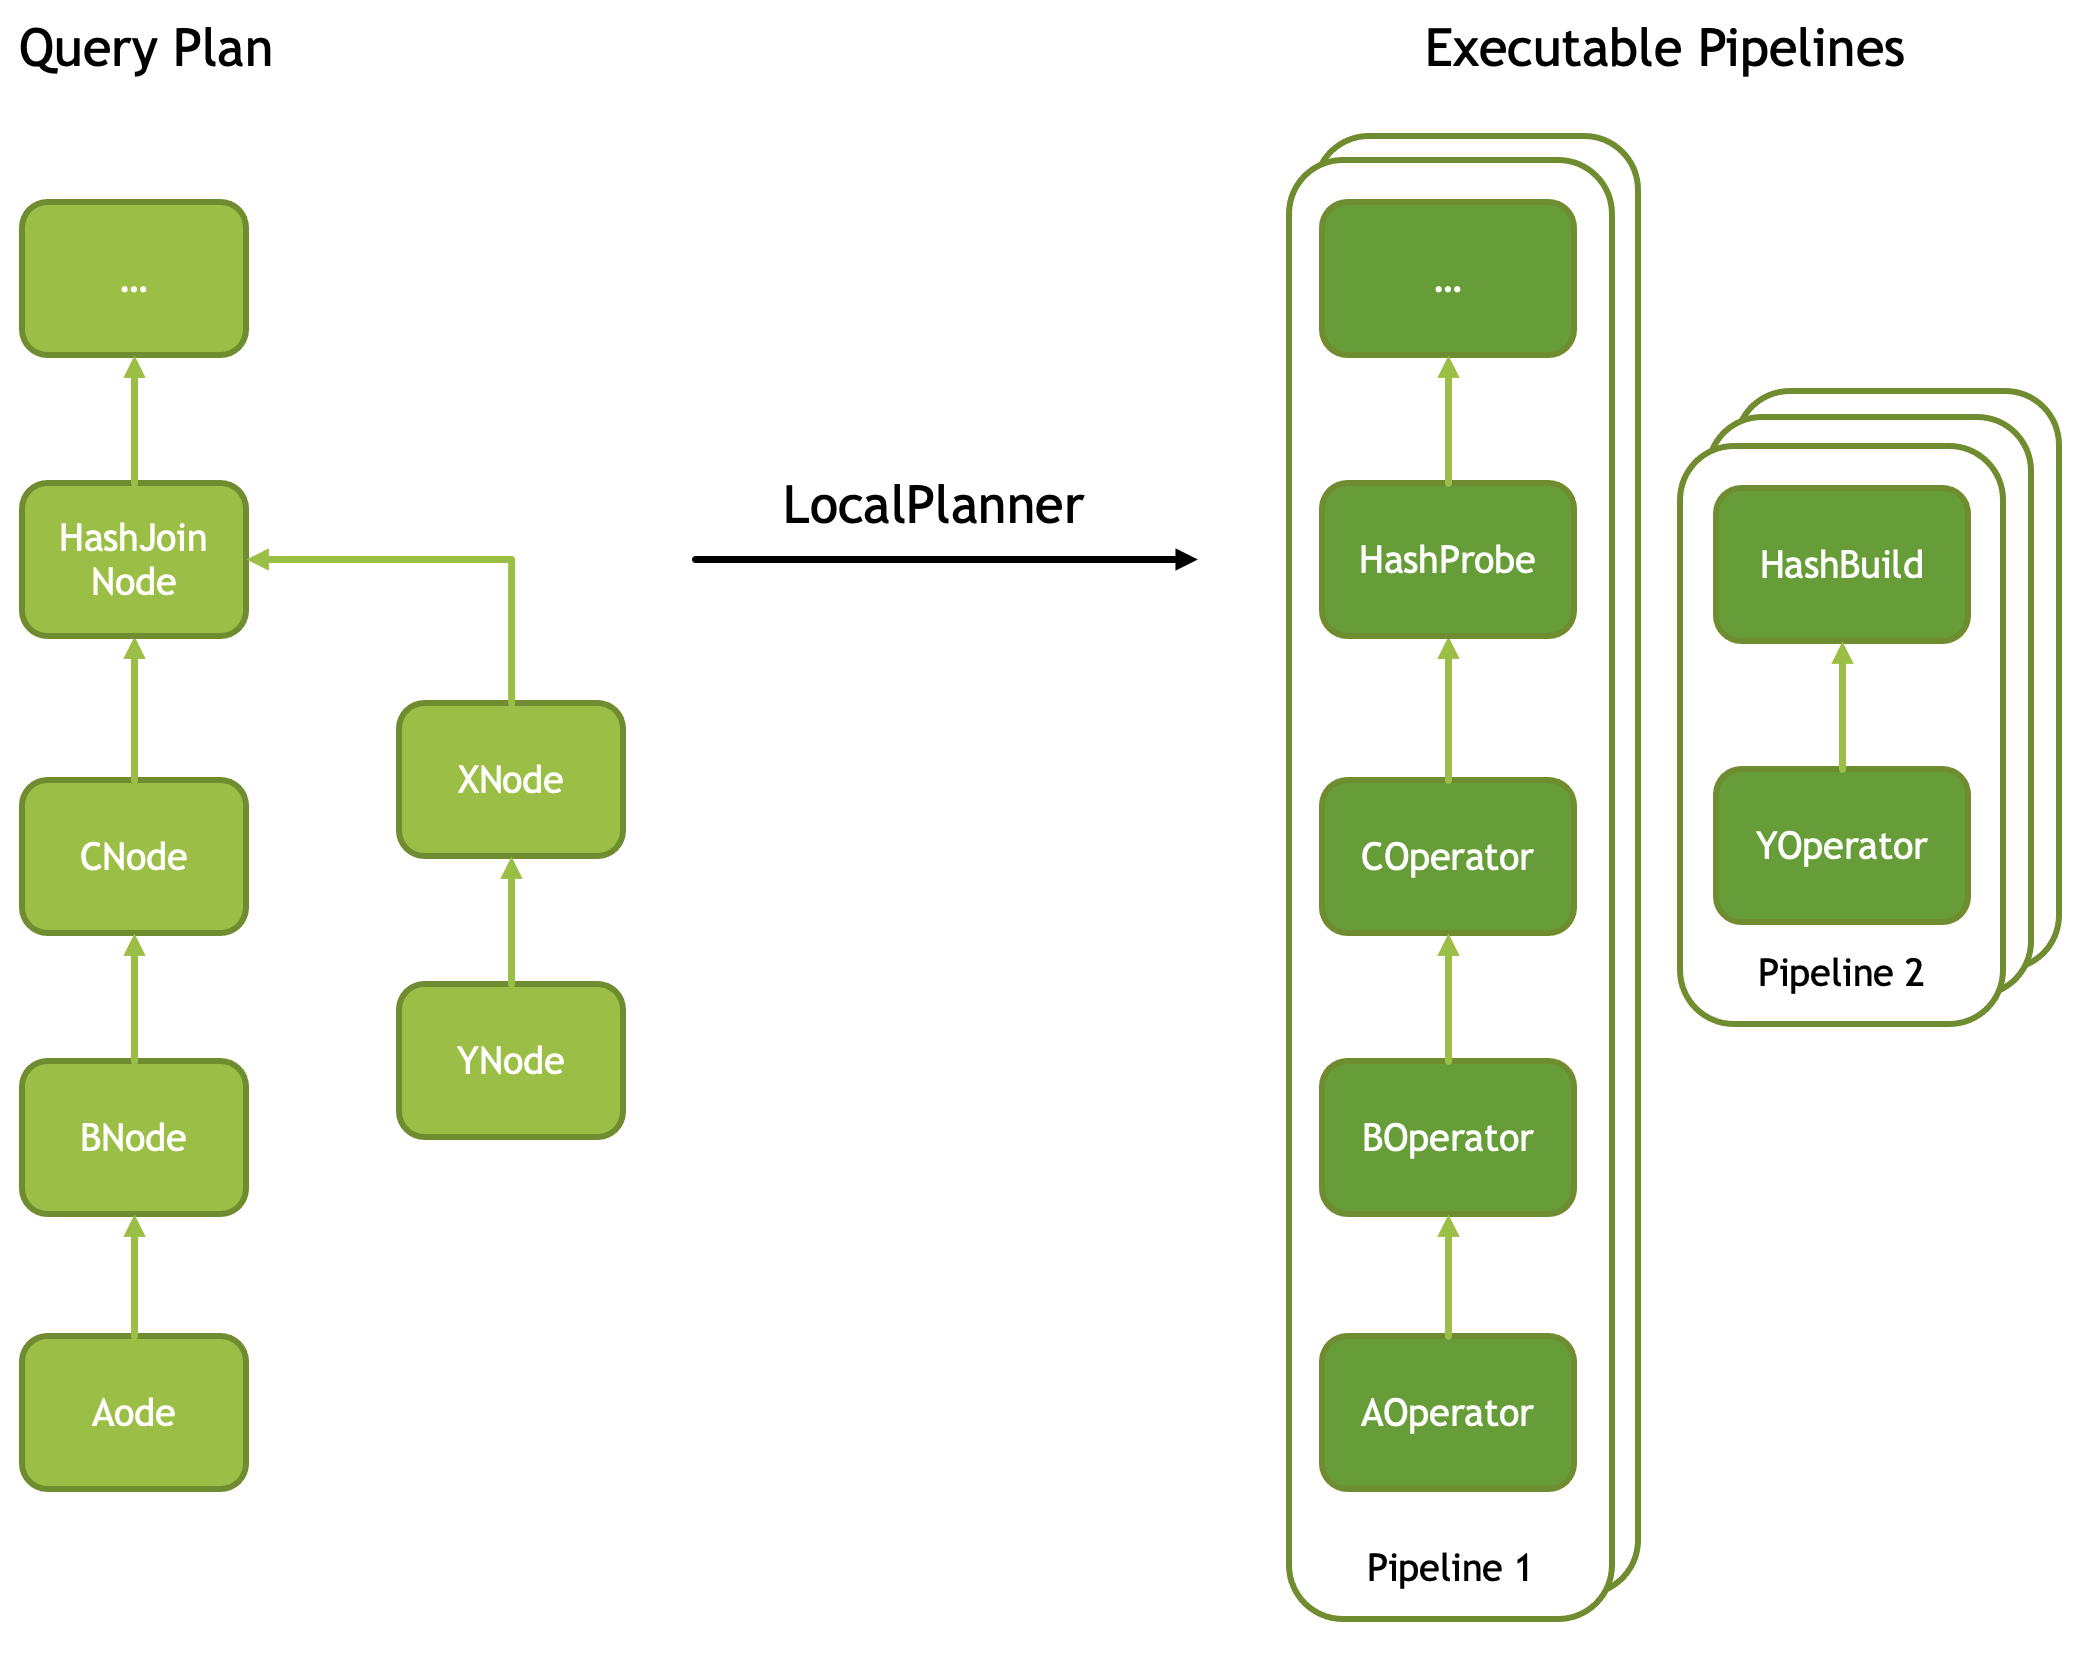 Query Plan
Executable Pipelines
...
HashJoin
Node
CNode
BNode
Aode
XNode
YNode
LocalPlanner
...
HashProbe
COperator
BOperator
AOperator
Pipeline 1
HashBuild
YOperator
Pipeline 2